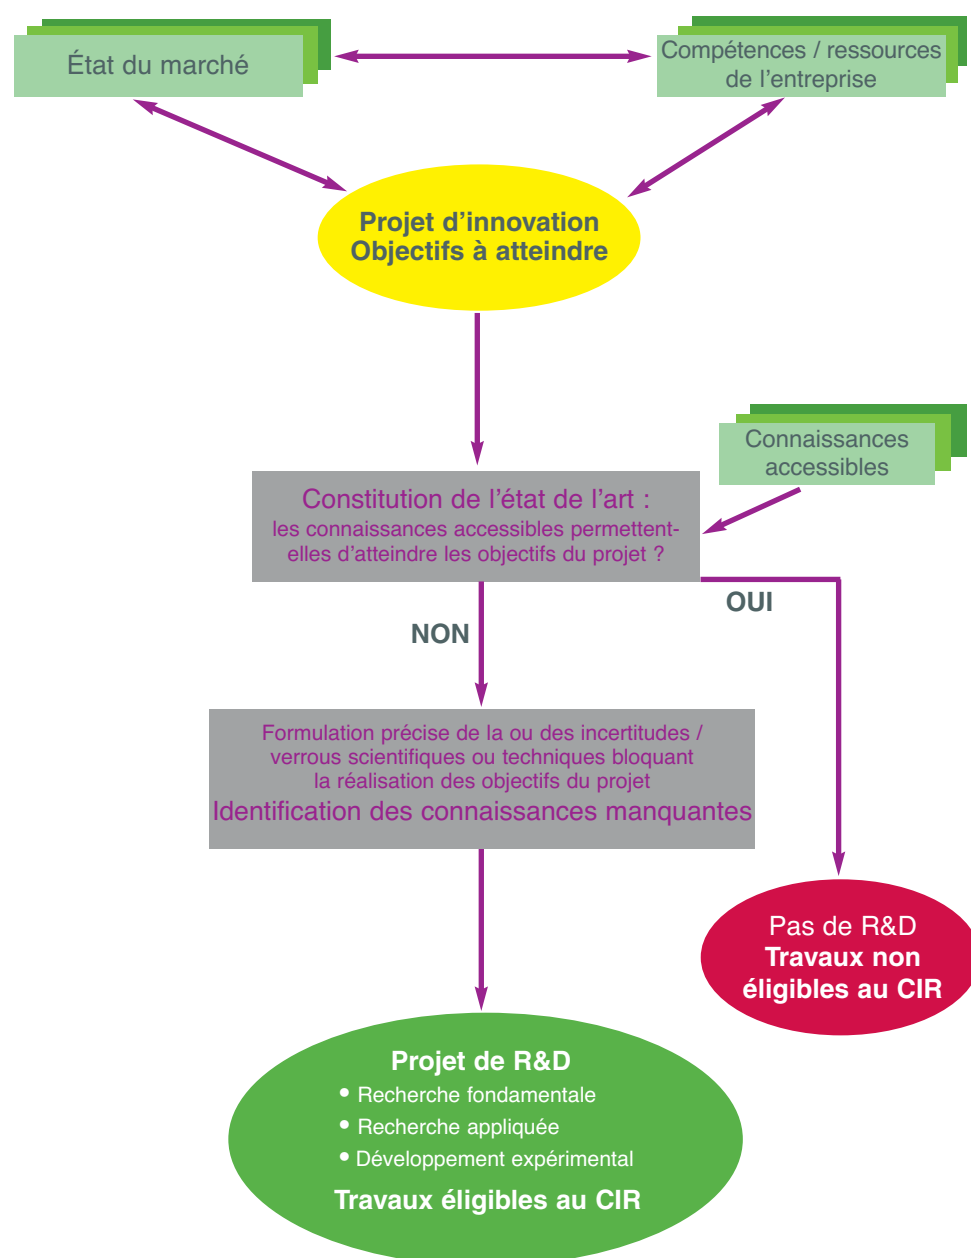 État du marché
Compétences / ressources
de l’entreprise
Projet d’innovation
Objectifs à atteindre
Connaissances
accessibles
Constitution de l’état de l’art :
les connaissances accessibles permettent-
elles d’atteindre les objectifs du projet ?
OUI
NON
Formulation précise de la ou des incertitudes /
verrous scientifiques ou techniques bloquant
la réalisation des objectifs du projet
Identification des connaissances manquantes
Pas de R&D
Travaux non
éligibles au CIR
Projet de R&D
• Recherche fondamentale
• Recherche appliquée
• Développement expérimental
Travaux éligibles au CIR